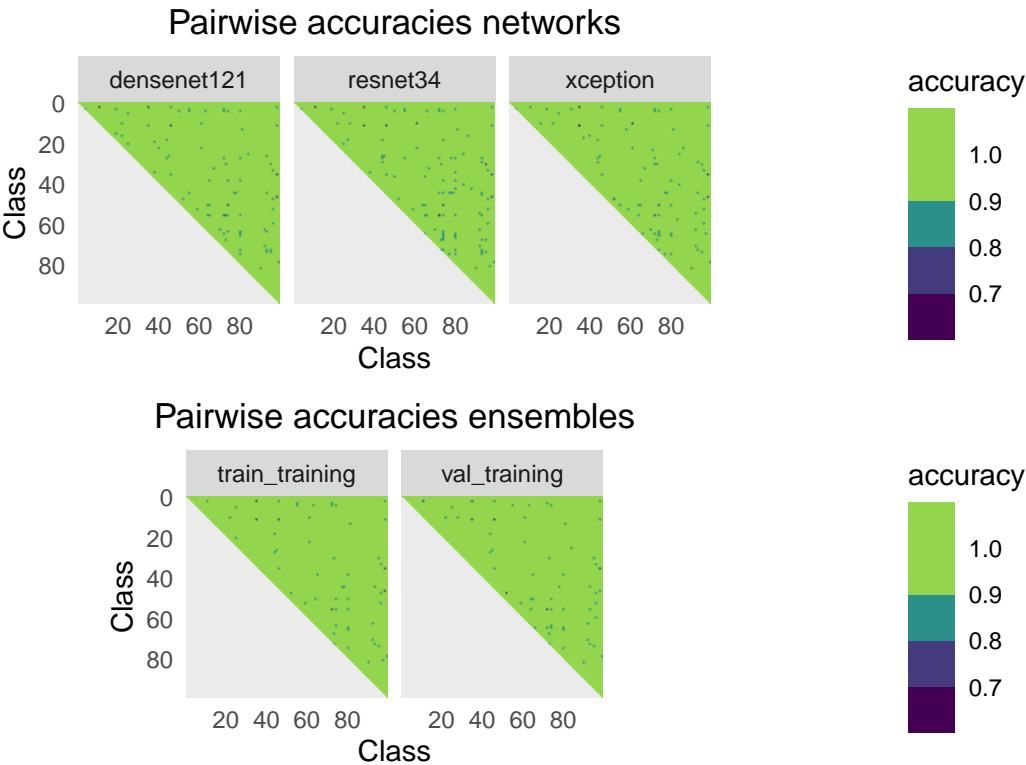 Pairwise accuracies networks
densenet121 resnet34 xception
accuracy
0
20
40
60
80
Class
20 40 60 80 20 40 60 80 20 40 60 80
Class
1.0
0.9
0.8
0.7
Pairwise accuracies ensembles
train_training val_training
accuracy
0
20
40
60
80
Class
20 40 60 80 20 40 60 80
Class
1.0
0.9
0.8
0.7